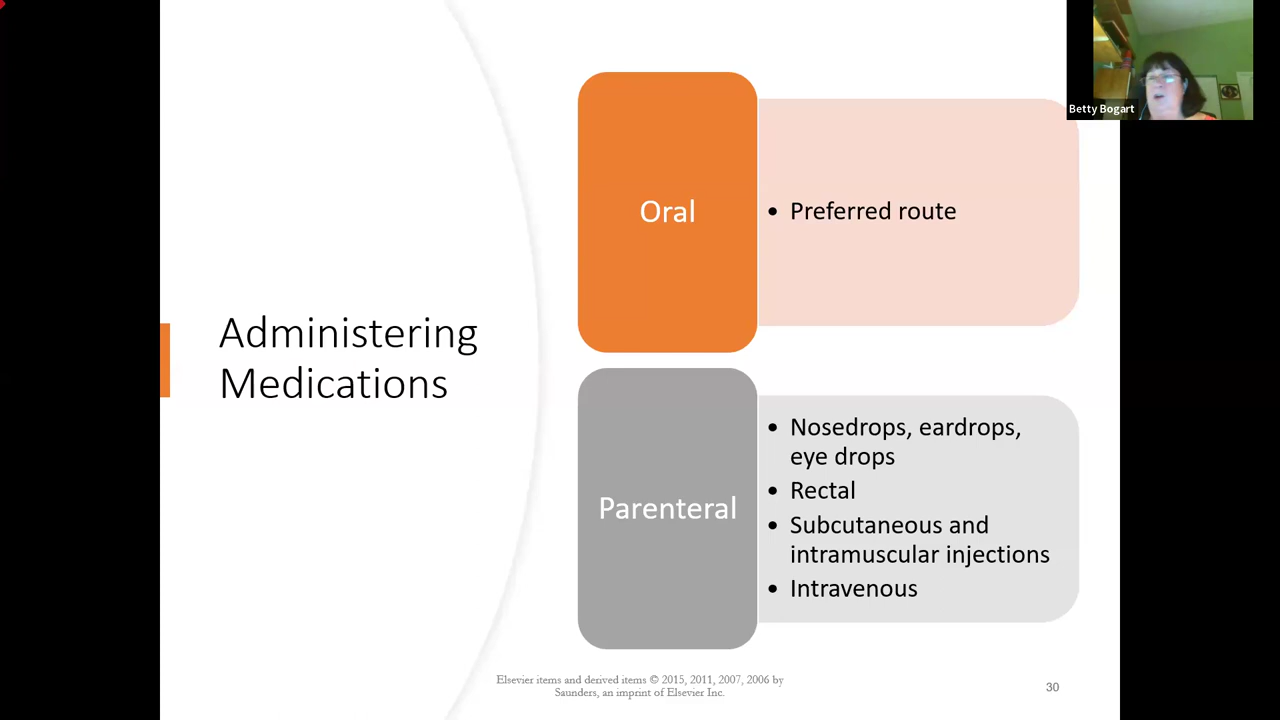 Betty Bogart
Administering
Medications
Oral
• Preferred route
Parenteral
• Nosedrops, eardrops,
eye drops
• Rectal
• Subcutaneous and
intramuscular injections
• Intravenous
Elsevier items and derived items © 2015, 2011, 2007, 2006 by
Saunders, an imprint of Elsevier Inc.
30